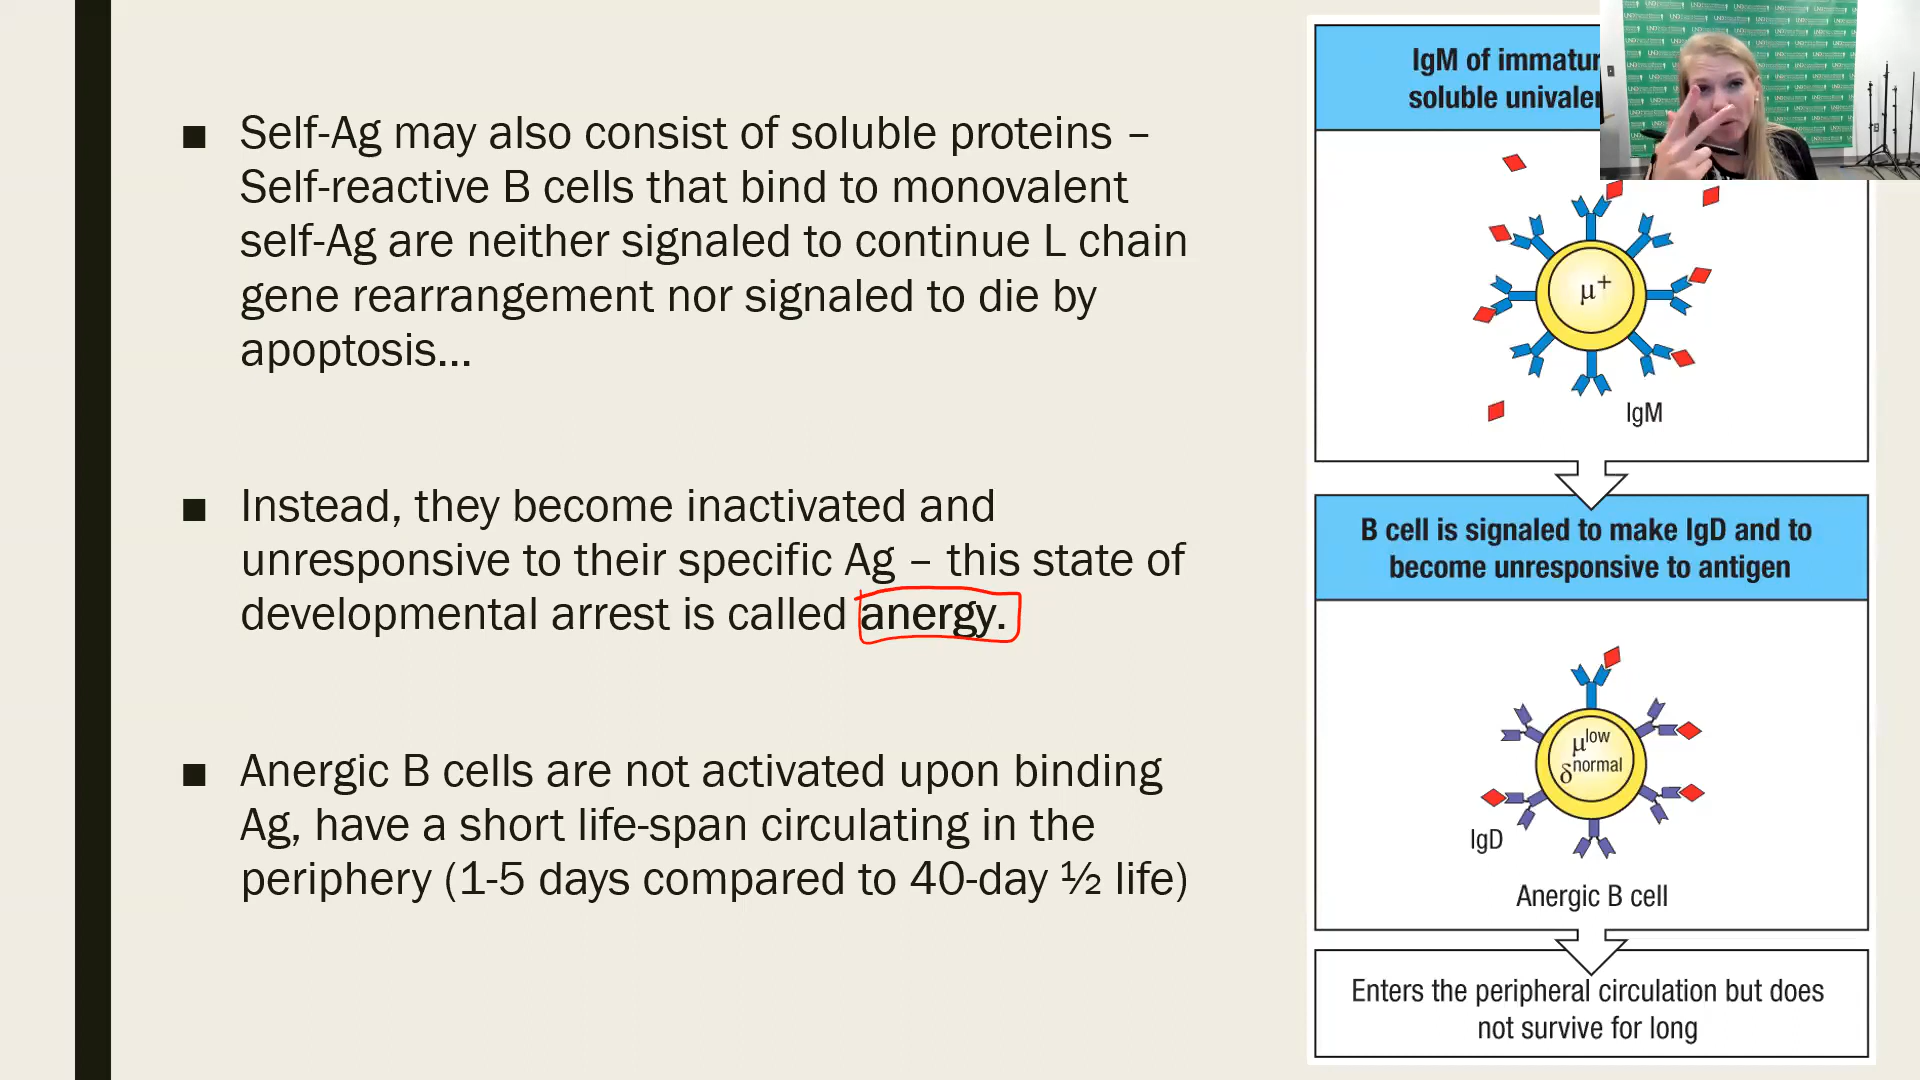 ■ Self-Ag may also consist of soluble proteins –
Self-reactive B cells that bind to monovalent
self-Ag are neither signaled to continue L chain
gene rearrangement nor signaled to die by
apoptosis...
■ Instead, they become inactivated and
unresponsive to their specific Ag – this state of
developmental arrest is called anergy.
■ Anergic B cells are not activated upon binding
Ag, have a short life-span circulating in the
periphery (1-5 days compared to 40-day ½ life)
IgM of
soluble
μ+
IgM
B cell is signaled to make IgD and to
become unresponsive to antigen
μlow
δnormal
IgD
Anergic B cell
Enters the peripheral circulation but does
not survive for long